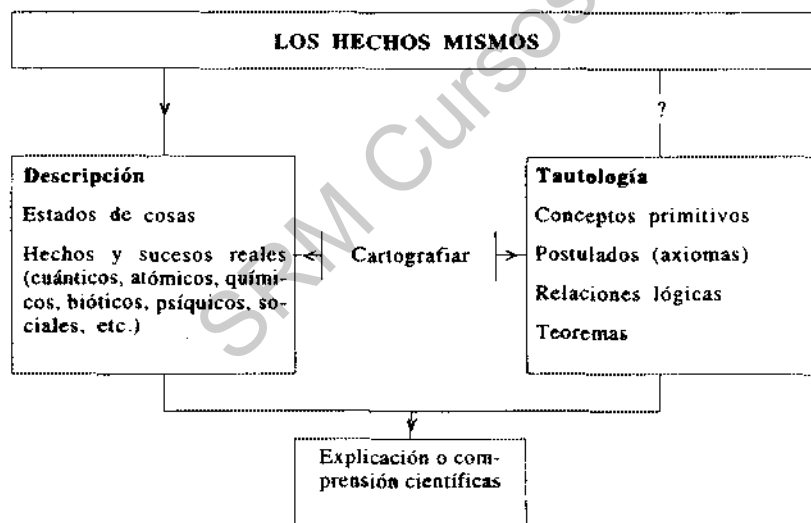 LOS HECHOS MISMOS
?
Descripción
Estados de cosas
Hechos y sucesos reales
(cuánticos, atómicos, quími-
cos, bióticos, psíquicos, so-
ciales, etc.)
Cartografiar
Tautología
Conceptos primitivos
Postulados (axiomas)
Relaciones lógicas
Teoremas
Explicación o com-
prensión científicas
SRM Cursos